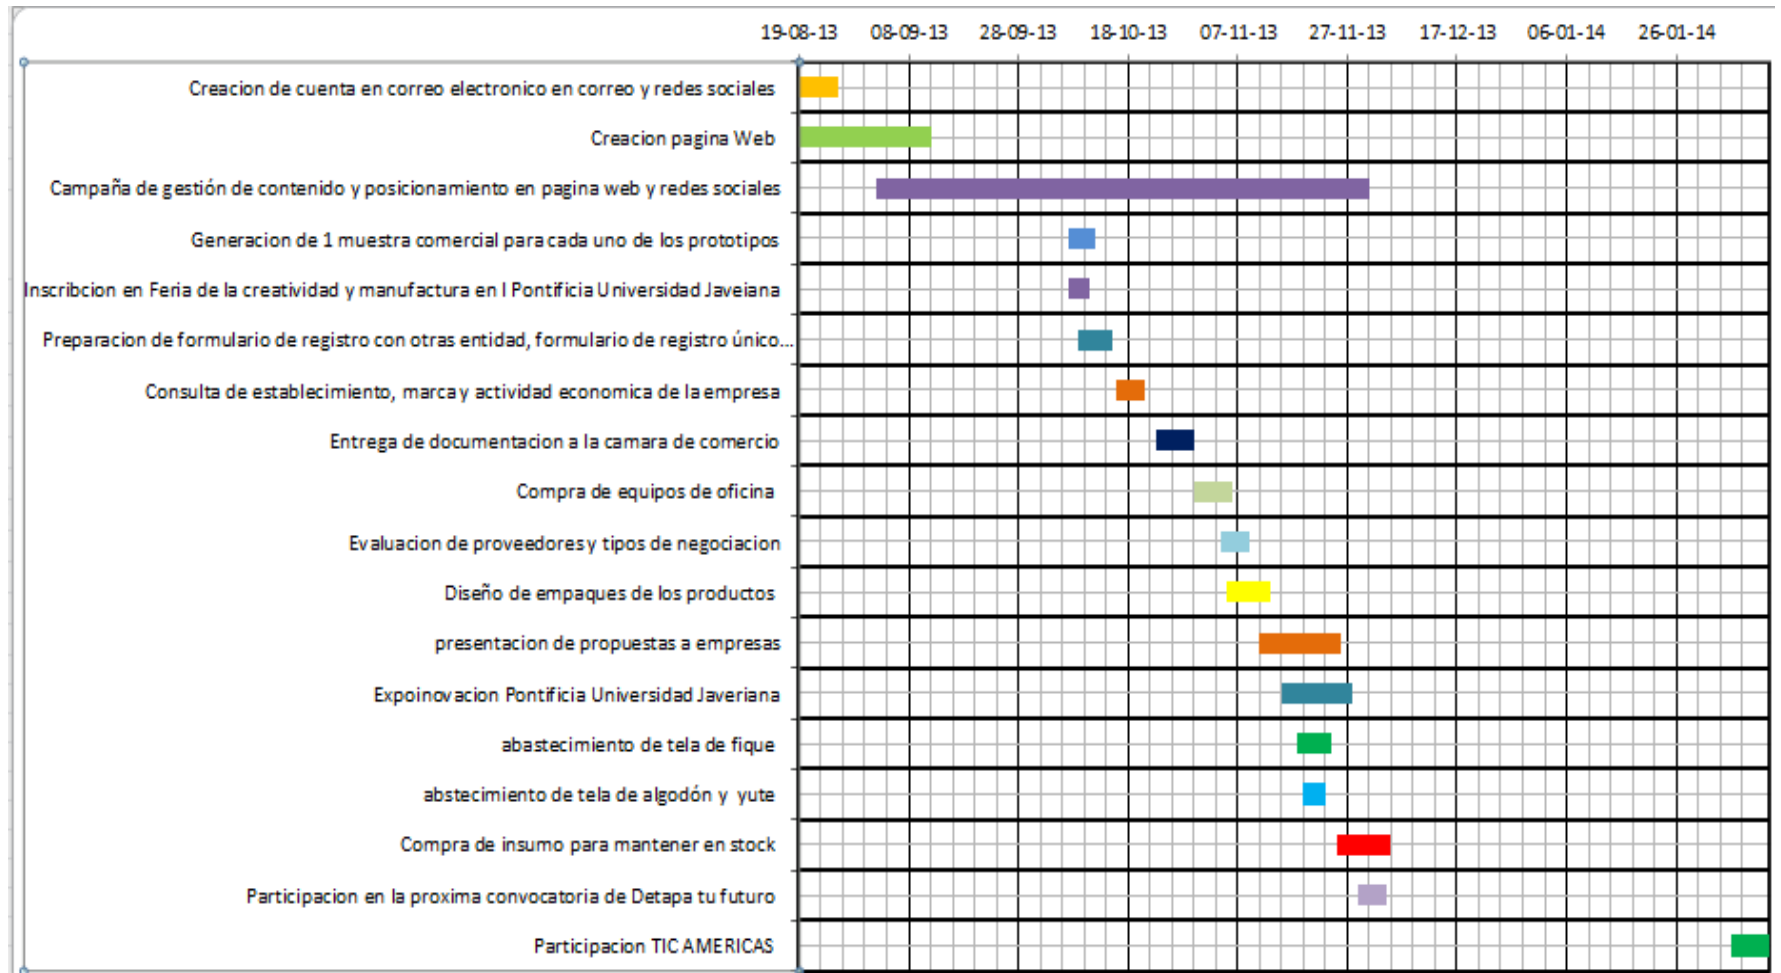 19-08-13 08-09-13 28-09-13 18-10-13 07-11-13 27-11-13 17-12-13 06-01-14 26-01-14
Creacion de cuenta en correo electronico en correo y redes sociales
Creacion pagina Web
Campaña de gestión de contenido y posicionamiento en pagina web y redes sociales
Generacion de 1 muestra comercial para cada uno de los prototipos
Inscribcion en Feria de la creatividad y manufactura en l Pontificia Universidad Javeiana
Preparacion de formulario de registro con otras entidad, formulario de registro único...
Consulta de establecimiento, marca y actividad economica de la empresa
Entrega de documentacion a la camara de comercio
Compra de equipos de oficina
Evaluacion de proveedores y tipos de negociacion
Diseño de empaques de los productos
presentacion de propuestas a empresas
Expoinovacion Pontificia Universidad Javeriana
abastecimiento de tela de fique
abstecimiento de tela de algodón y yute
Compra de insumo para mantener en stock
Participacion en la proxima convocatoria de Detapa tu futuro
Participacion TIC AMERICAS